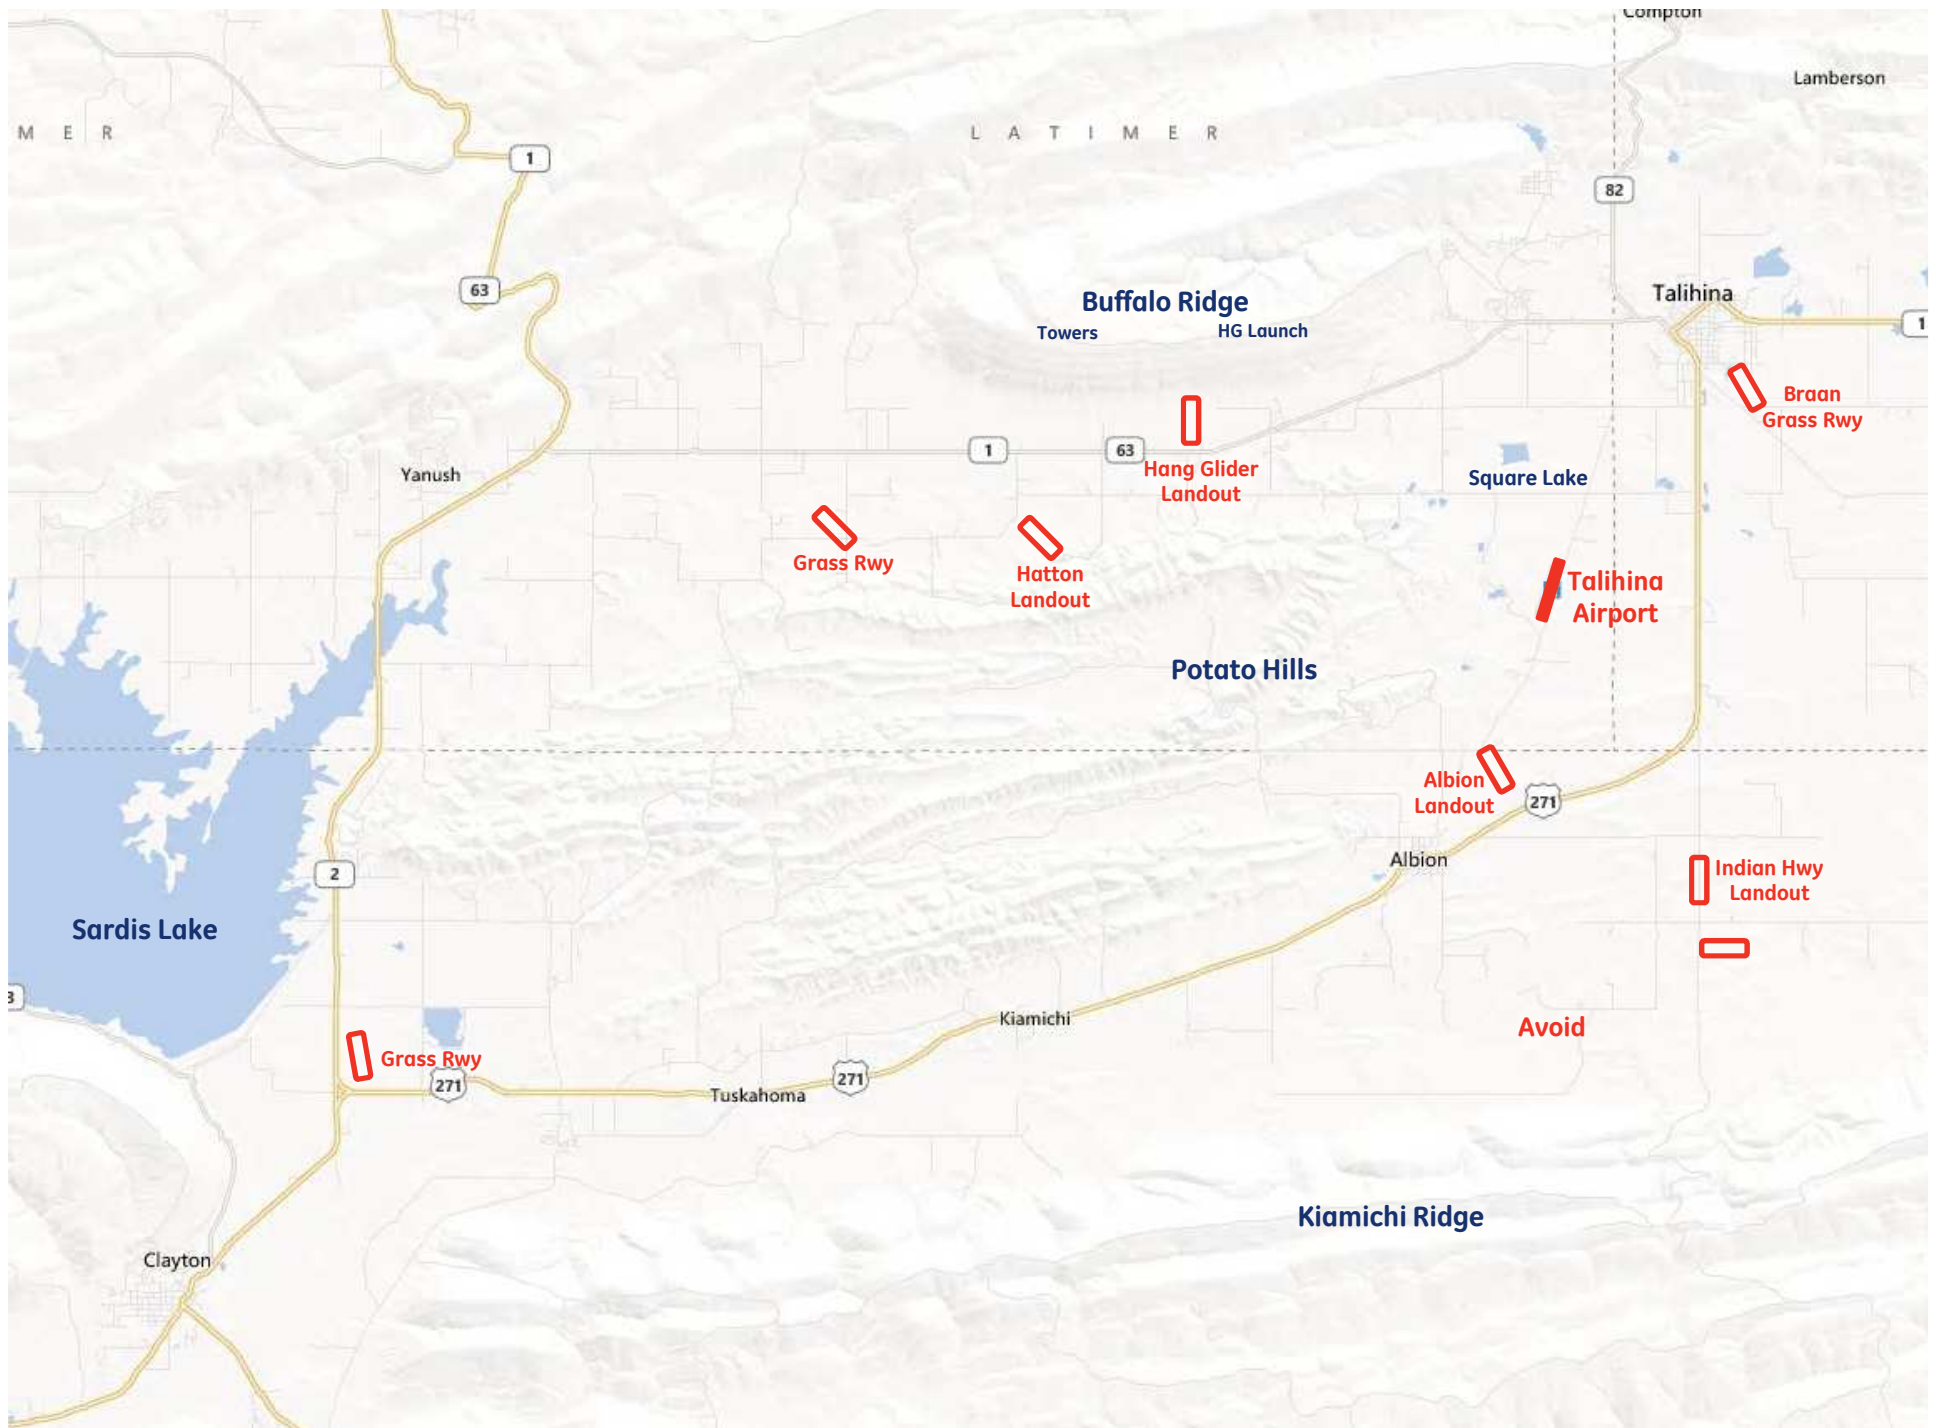 Compton
Lamberson
M E R
L A T I M E R
1
82
63
Buffalo Ridge
Towers
HG Launch
Talihina
1
Braan
Grass Rwy
1
63
Yanush
Hang Glider
Landout
Square Lake
Grass Rwy
Hatton
Landout
Talihina
Airport
Potato Hills
Albion
Landout
271
2
Albion
Indian Hwy
Landout
Sardis Lake
3
Kiamichi
Avoid
Grass Rwy
271
271
Tuskahoma
Kiamichi Ridge
Clayton